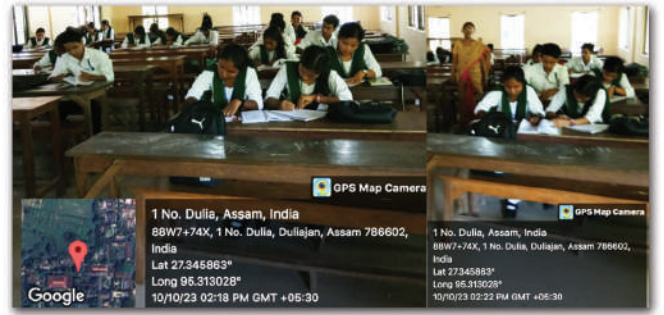 GPS Map Camera
1 No. Dulia, Assam, India
88W7+74X, 1 No. Dulia, Duliajan, Assam 786602,
India
Lat 27.345863°
Long 95.313028°
10/10/23 02:18 PM GMT +05:30
Google
GPS Map Camera
1 No. Dulia, Assam, India
88W7+74X, 1 No. Dulia, Duliajan, Assam 786602,
India
Lat 27.345863°
Long 95.313028°
10/10/23 02:22 PM GMT +05:30